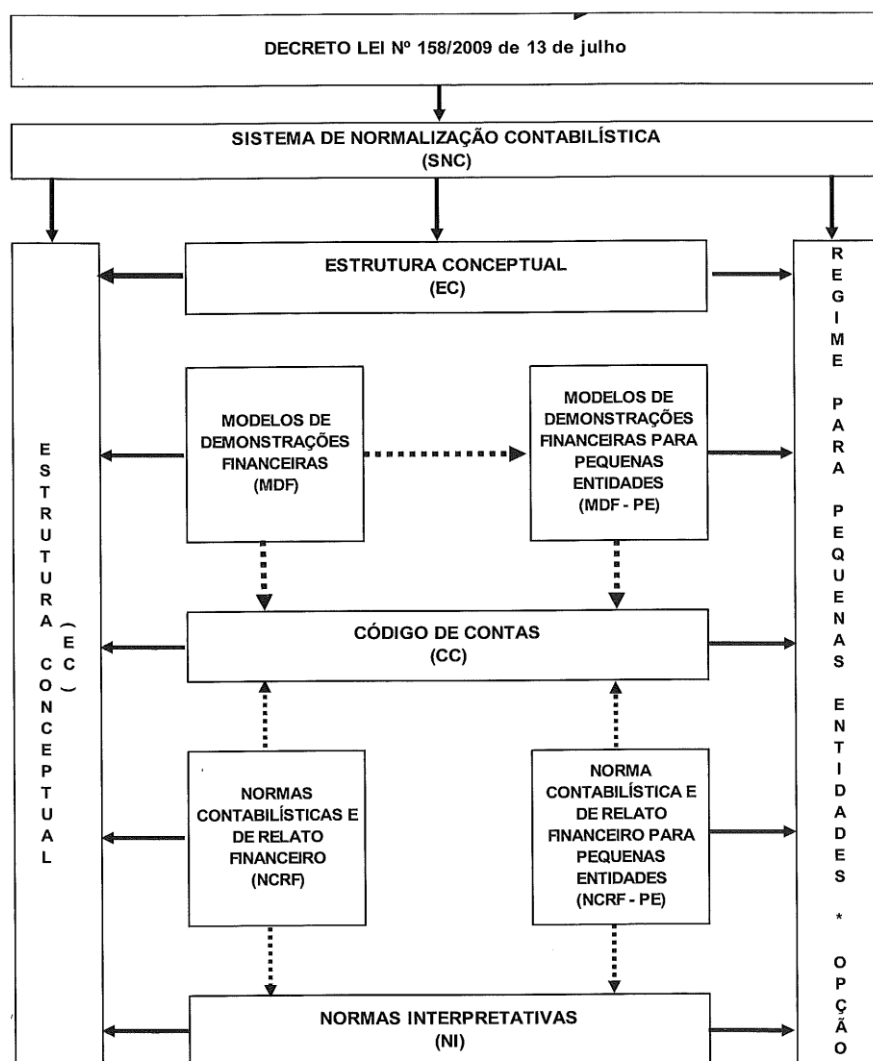 DECRETO LEI Nº 158/2009 de 13 de julho
SISTEMA DE NORMALIZAÇÃO CONTABILÍSTICA
(SNC)
ESTRUTURA CONCEPTUAL
(EC)
ESTRUTURA CONCEPTUAL
(EC(
MODELOS DE
DEMONSTRAÇÕES
FINANCEIRAS
(MDF)
MODELOS DE
DEMONSTRAÇÕES
FINANCEIRAS PARA
PEQUENAS
ENTIDADES
(MDF - PE)
CÓDIGO DE CONTAS
(CC)
NORMAS
CONTABILÍSTICAS E
DE RELATO
FINANCEIRO
(NCRF)
NORMA
CONTABILÍSTICA E
DE RELATO
FINANCEIRO PARA
PEQUENAS
ENTIDADES
(NCRF - PE)
NORMAS INTERPRETATIVAS
(NI)
REGIME PARA PEQUENAS ENTIDADES * OPÇÃO